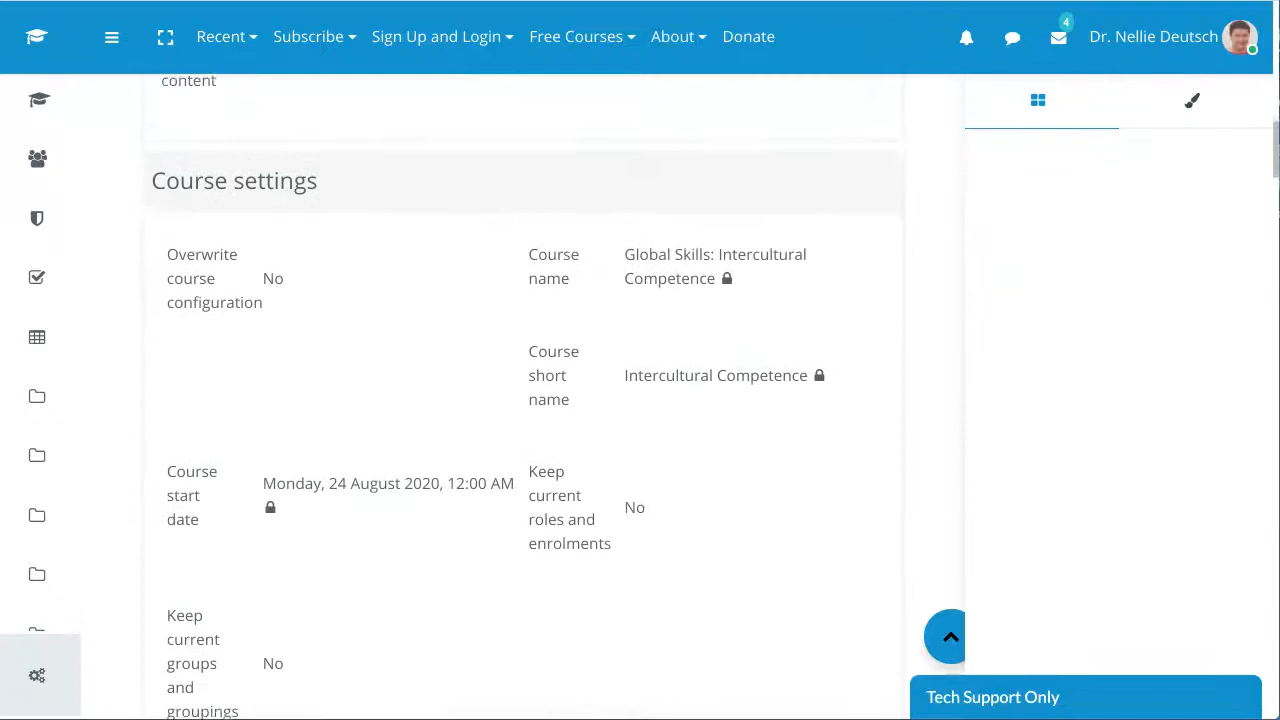 Recent Subscribe Sign Up and Login Free Courses About Donate 4 Dr. Nellie Deutsch
content
Course settings
Overwrite
course
configuration
No
Course
name
Global Skills: Intercultural
Competence
Course
short
name
Intercultural Competence
Course
start
date
Monday, 24 August 2020, 12:00 AM
Keep
current
roles and
enrolments
No
Keep
current
groups
and
groupings
No
Tech Support Only